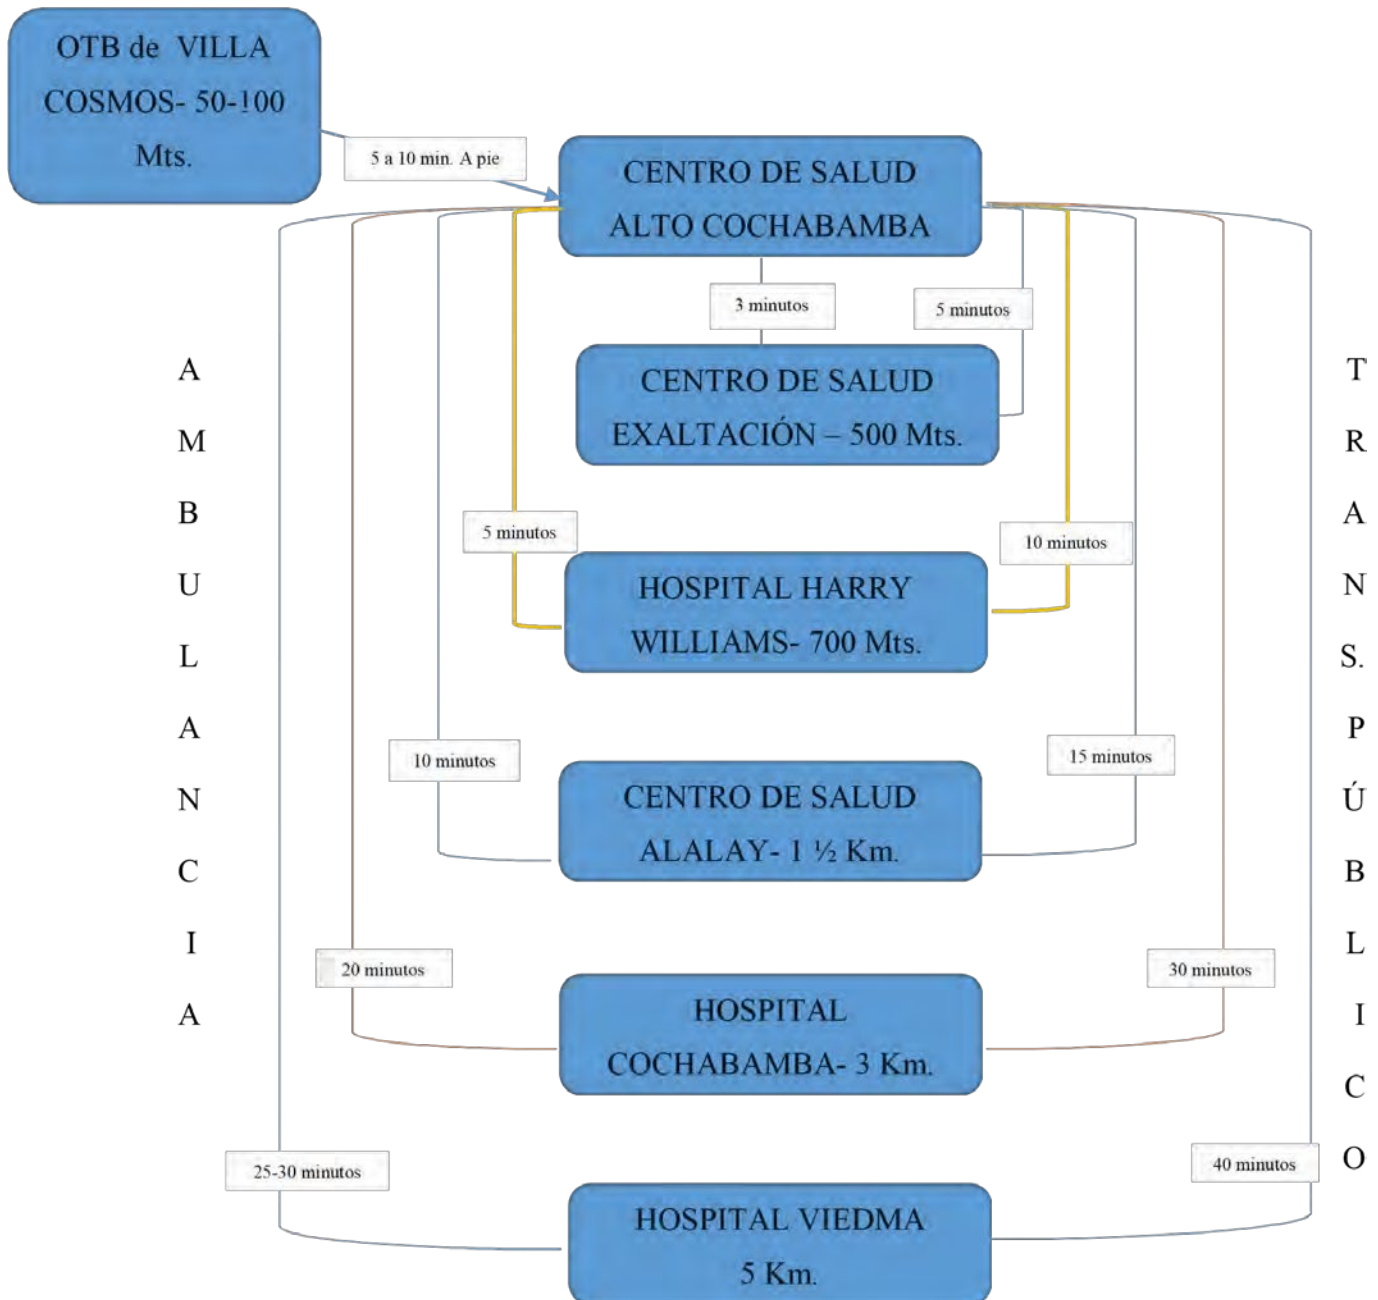 OTB de VILLA
COSMOS- 50-100
Mts.
5 a 10 min. A pie
CENTRO DE SALUD
ALTO COCHABAMBA
3 minutos
5 minutos
CENTRO DE SALUD
EXALTACIÓN – 500 Mts.
5 minutos
10 minutos
HOSPITAL HARRY
WILLIAMS- 700 Mts.
10 minutos
15 minutos
CENTRO DE SALUD
ALALAY- 1 ½ Km.
20 minutos
30 minutos
HOSPITAL
COCHABAMBA- 3 Km.
25-30 minutos
40 minutos
HOSPITAL VIEDMA
5 Km.
A
M
B
U
L
A
N
C
I
A
T
R
A
N
S.
P
Ú
B
L
I
C
O